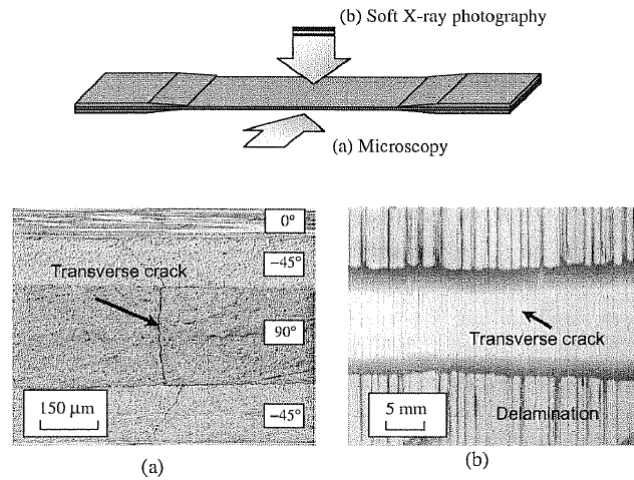 (b) Soft X-ray photography
(a) Microscopy
0°
−45°
Transverse crack
90°
150 μm
−45°
(a)
Transverse crack
5 mm
Delamination
(b)